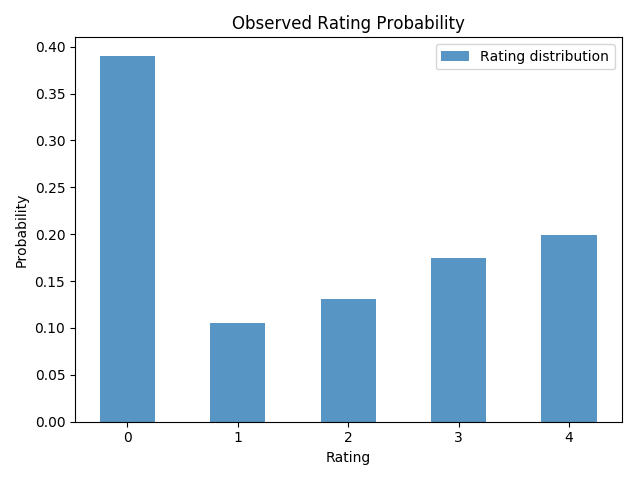 Observed Rating Probability
Rating distribution
Probability
0.40
0.35
0.30
0.25
0.20
0.15
0.10
0.05
0.00
0 1 2 3 4
Rating